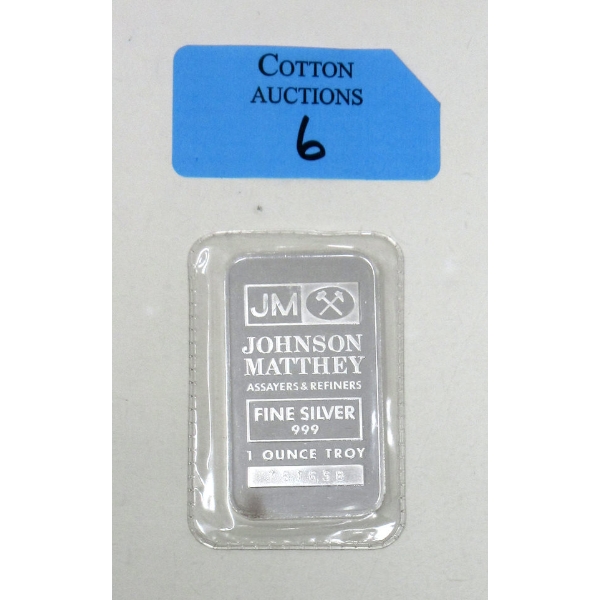 COTTON
AUCTIONS
6
JM
JOHNSON
MATTHEY
ASSAYERS & REFINERS
FINE SILVER
999
1 OUNCE TROY